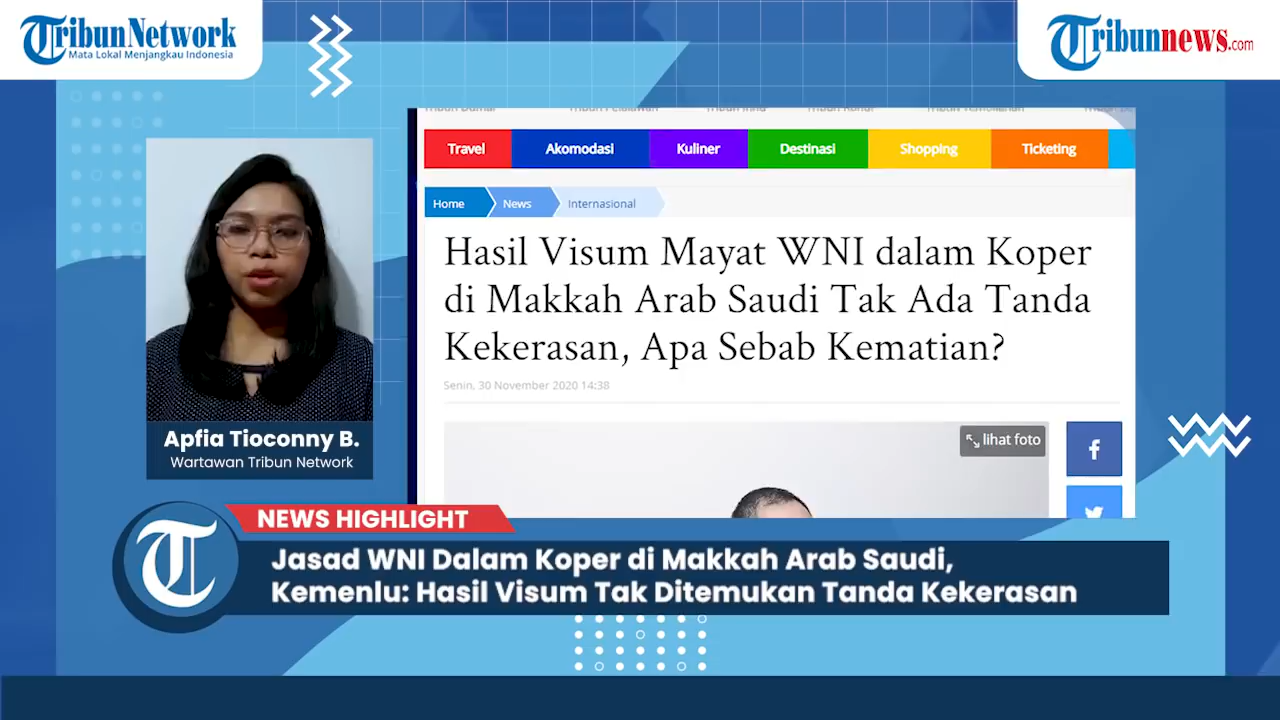 TribunNetwork
Mata Lokal Menjangkau Indonesia
Tribunnews.com
Travel
Akomodasi
Kuliner
Destinasi
Shopping
Ticketing
Home
News
Internasional
Hasil Visum Mayat WNI dalam Koper
di Makkah Arab Saudi Tak Ada Tanda
Kekerasan, Apa Sebab Kematian?
Senin, 30 November 2020 14:38
lihat foto
Apfia Tioconny B.
Wartawan Tribun Network
NEWS HIGHLIGHT
Jasad WNI Dalam Koper di Makkah Arab Saudi,
Kemenlu: Hasil Visum Tak Ditemukan Tanda Kekerasan